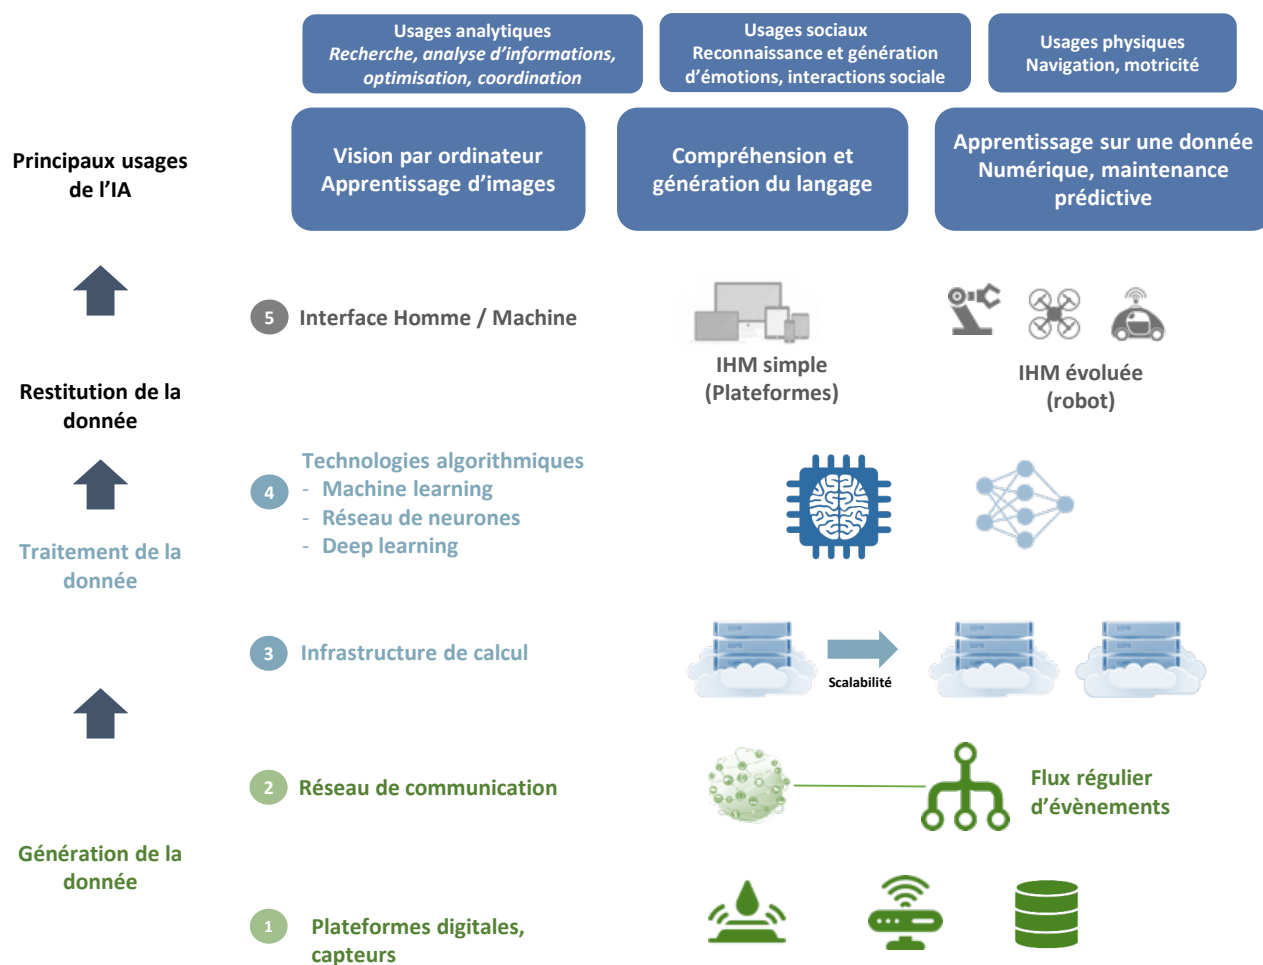 Usages analytiques
Recherche, analyse d'informations,
optimisation, coordination
Usages sociaux
Reconnaissance et génération
d'émotions, interactions sociale
Usages physiques
Navigation, motricité
Principaux usages
de l'IA
Vision par ordinateur
Apprentissage d'images
Compréhension et
génération du langage
Apprentissage sur une donnée
Numérique, maintenance
prédictive
5 Interface Homme / Machine
IHM simple
(Plateformes)
IHM évoluée
(robot)
Restitution de la
donnée
4
Technologies algorithmiques
- Machine learning
- Réseau de neurones
- Deep learning
Traitement de la
donnée
3 Infrastructure de calcul
Scalabilité
2 Réseau de communication
Flux régulier
d'évènements
Génération de la
donnée
1 Plateformes digitales,
capteurs